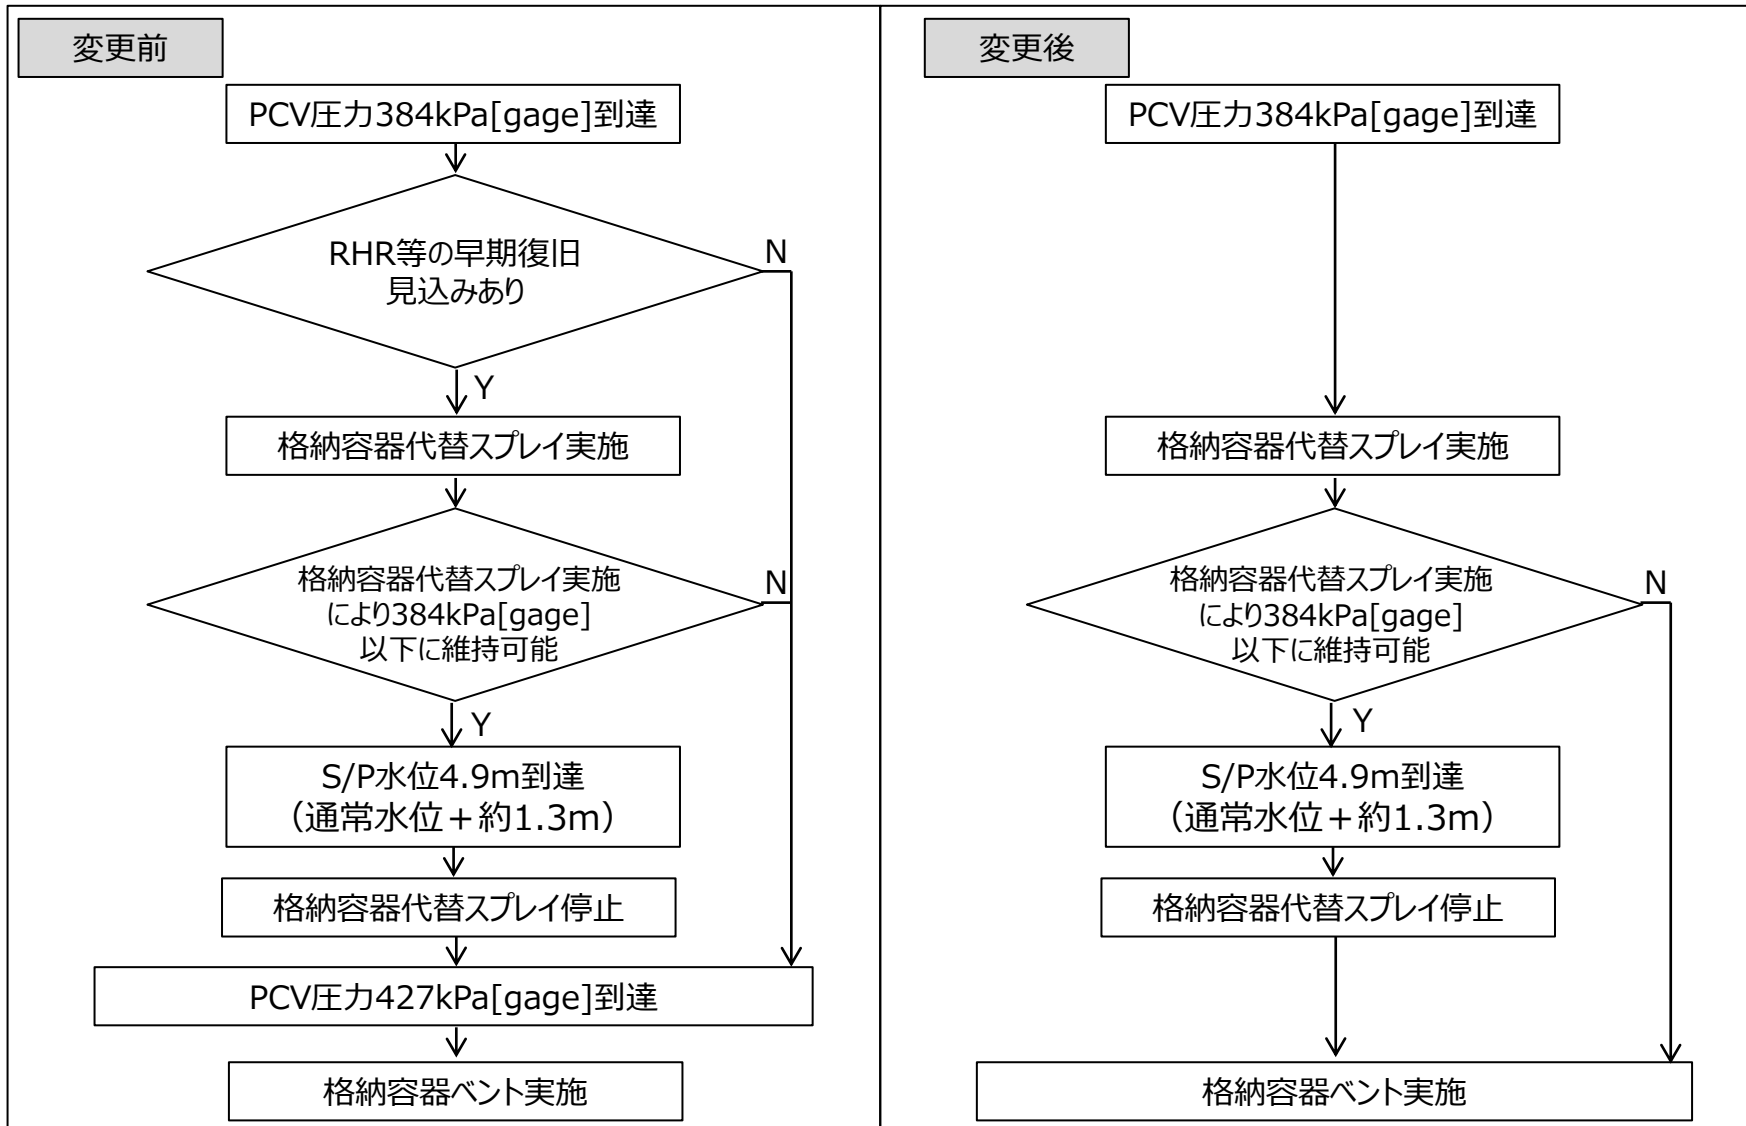 変更前
PCV圧力384kPa[gage]到達
RHR等の早期復旧
見込みあり
N
Y
格納容器代替スプレイ実施
格納容器代替スプレイ実施
により384kPa[gage]
以下に維持可能
N
Y
S/P水位4.9m到達
（通常水位＋約1.3m）
格納容器代替スプレイ停止
PCV圧力427kPa[gage]到達
格納容器ベント実施
変更後
PCV圧力384kPa[gage]到達
格納容器代替スプレイ実施
格納容器代替スプレイ実施
により384kPa[gage]
以下に維持可能
N
Y
S/P水位4.9m到達
（通常水位＋約1.3m）
格納容器代替スプレイ停止
格納容器ベント実施